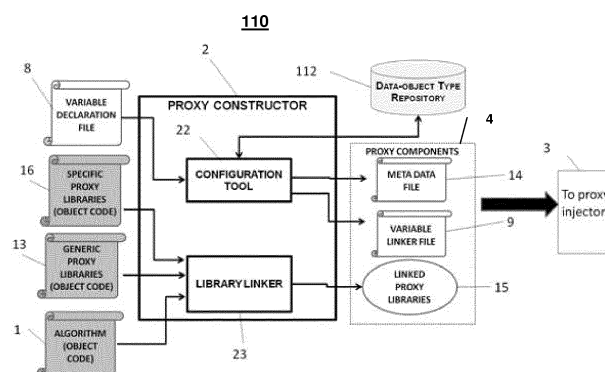 110
2
8
112
VARIABLE
DECLARATION
FILE
PROXY CONSTRUCTOR
22
DATA-OBJECT TYPE
REPOSITORY
4
16
SPECIFIC
PROXY
LIBRARIES
(OBJECT CODE)
CONFIGURATION
TOOL
PROXY COMPONENTS
META DATA
FILE
14
3
To proxy
injector
13
GENERIC
PROXY
LIBRARIES
(OBJECT CODE)
VARIABLE
LINKER FILE
9
LIBRARY LINKER
LINKED
PROXY
LIBRARIES
15
1
ALGORITHM
(OBJECT
CODE)
23